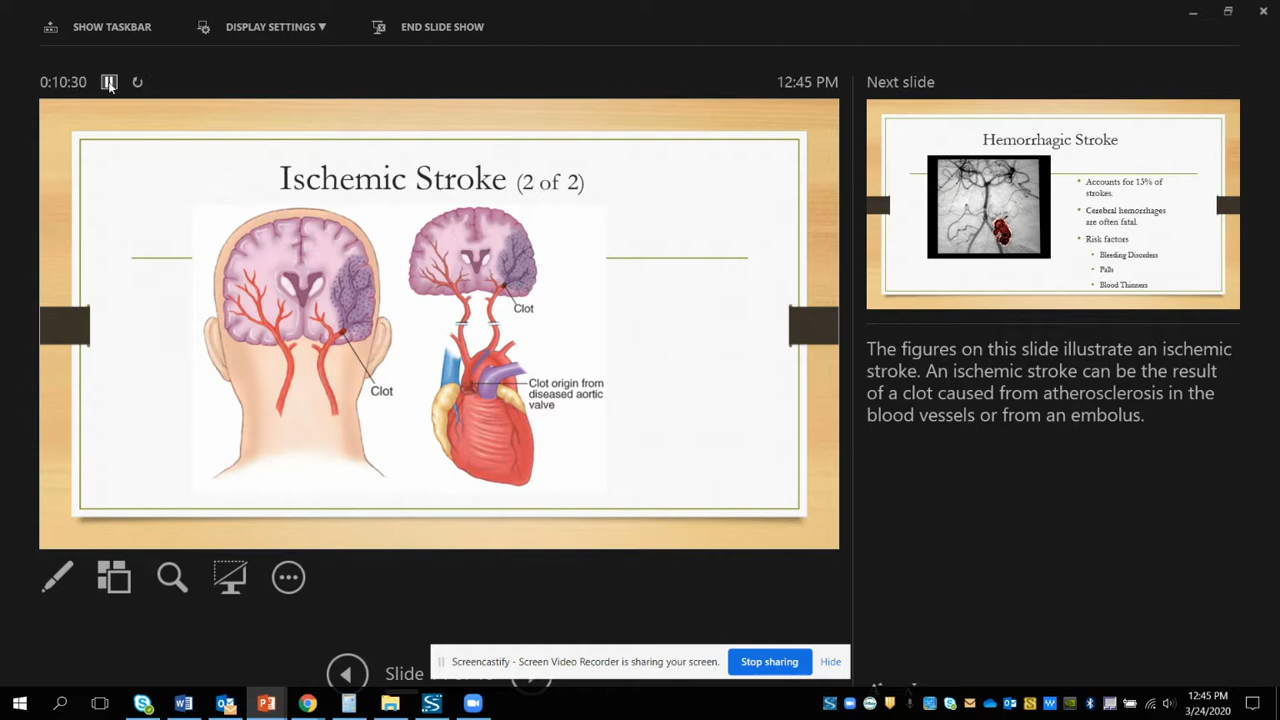 SHOW TASKBAR
DISPLAY SETTINGS ▼
END SLIDE SHOW
0:10:30
12:45 PM
Next slide
Ischemic Stroke (2 of 2)
Clot
Clot
Clot origin from
diseased aortic
valve
Hemorrhagic Stroke
• Accounts for 13% of
strokes.
• Cerebral hemorrhages
are often fatal.
• Risk factors
• Bleeding Disorders
• Falls
• Blood Thinners
The figures on this slide illustrate an ischemic
stroke. An ischemic stroke can be the result
of a clot caused from atherosclerosis in the
blood vessels or from an embolus.
Slide
Screencastify - Screen Video Recorder is sharing your screen.
Stop sharing
Hide
12:45 PM
3/24/2020